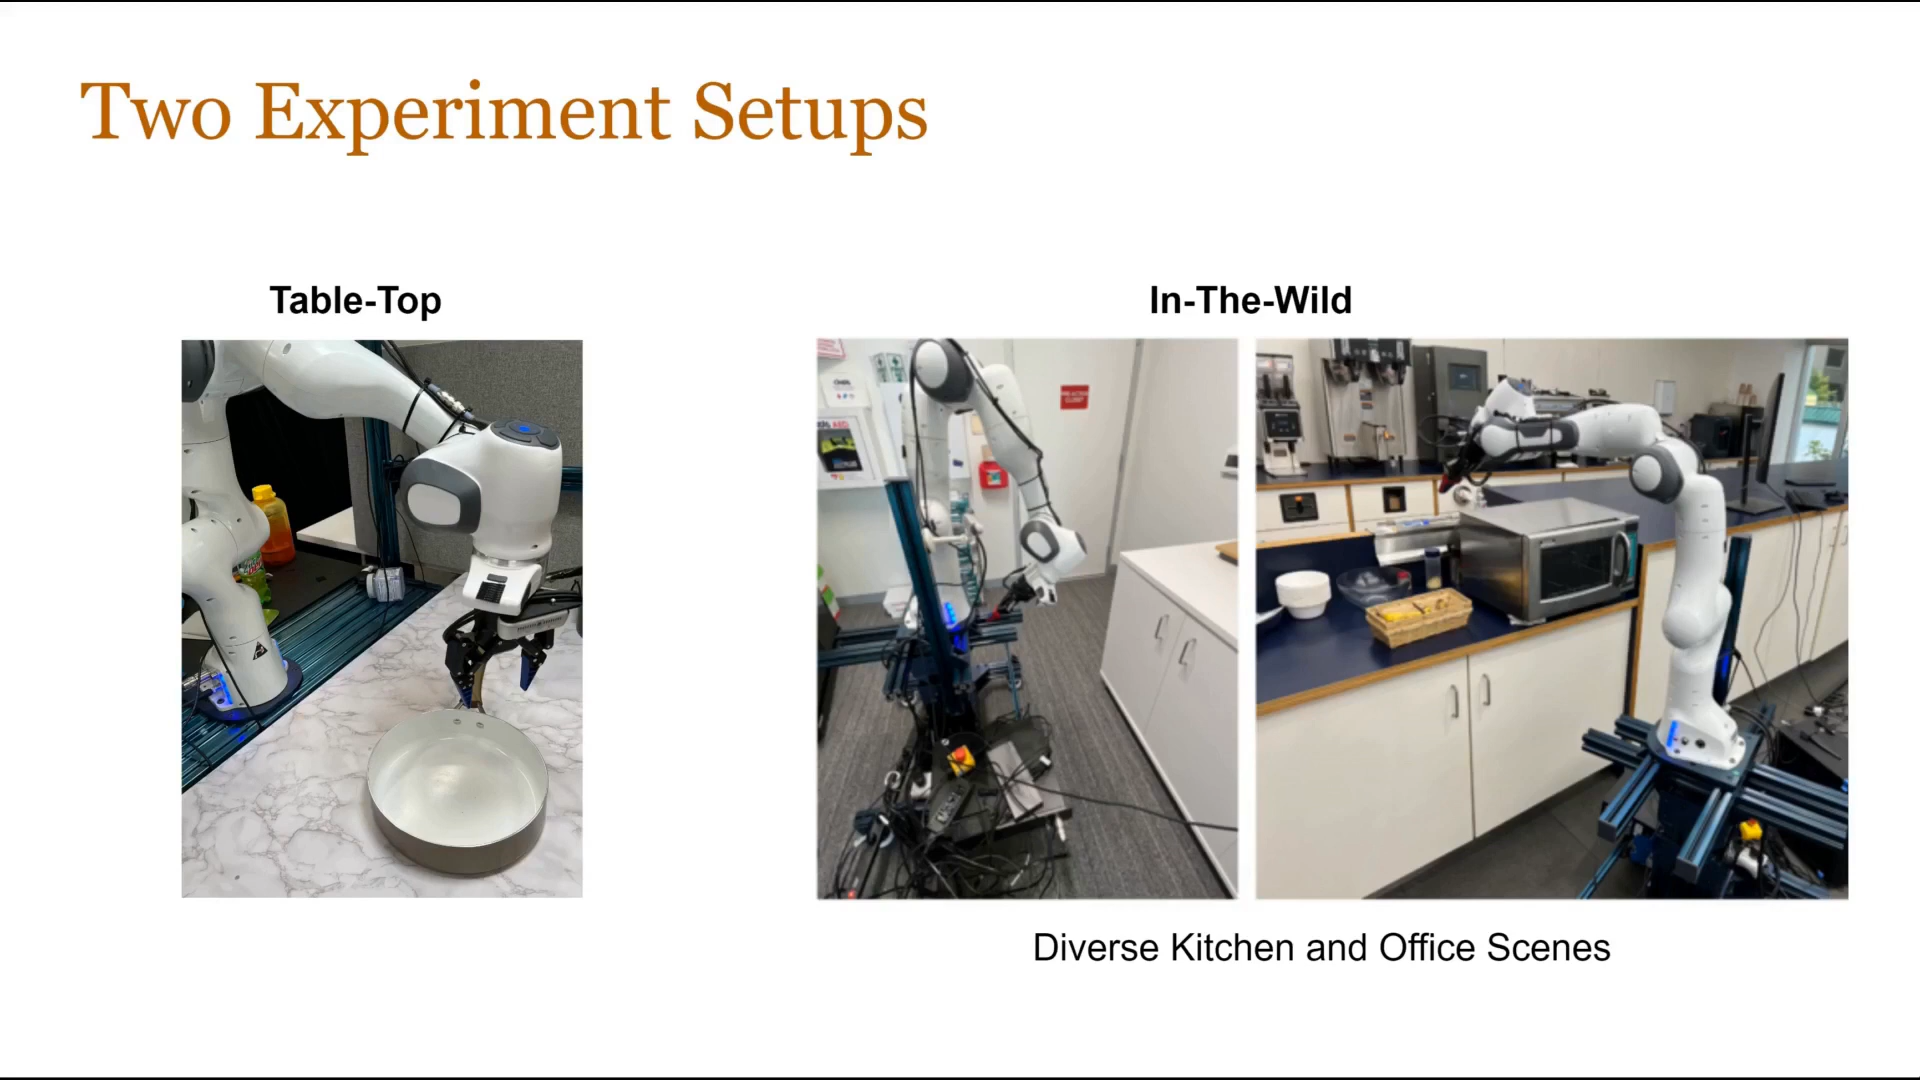 Two Experiment Setups
Table-Top
In-The-Wild
Diverse Kitchen and Office Scenes